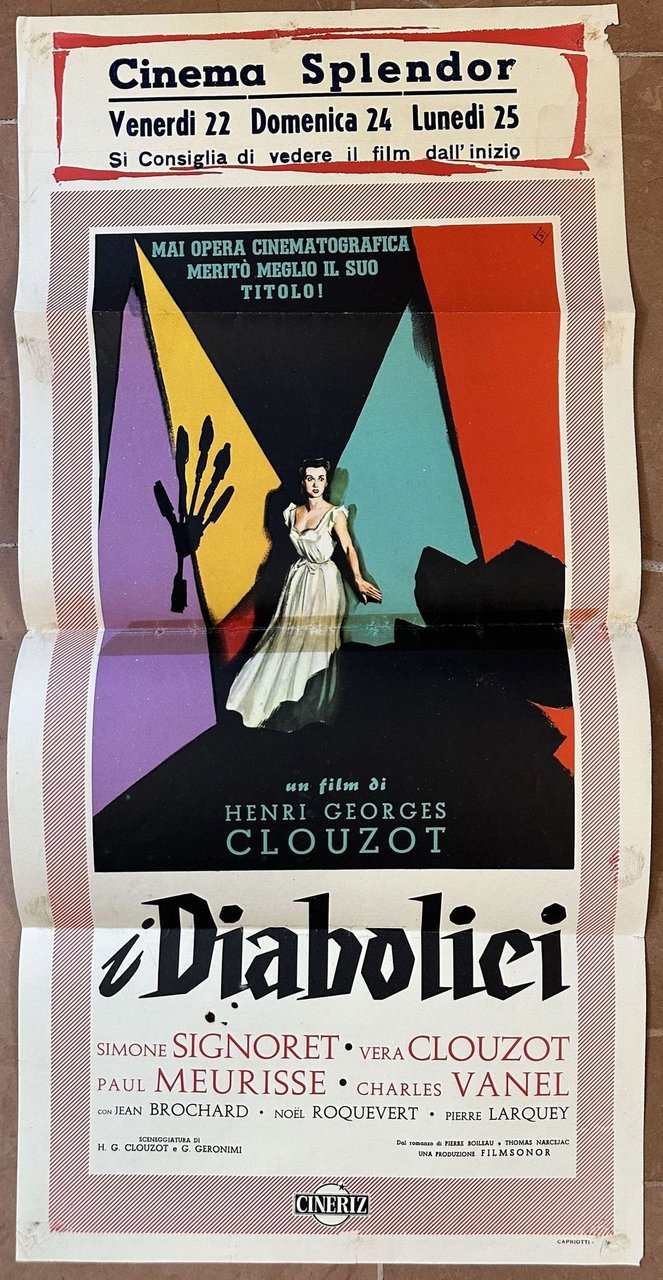 Cinema Splendor
Venerdi 22 Domenica 24 Lunedi 25
Si Consiglia di vedere il film dall'inizio
MAI OPERA CINEMATOGRAFICA
MERITÒ MEGLIO IL SUO
TITOLO!
un film di
HENRI GEORGES
CLOUZOT
i Diabolici
SIMONE SIGNORET • VERA CLOUZOT
PAUL MEURISSE • CHARLES VANEL
CON JEAN BROCHARD • NOËL ROQUEVERT • PIERRE LARQUEY
SCENEGGIATURA DI
H. G. CLOUZOT e G. GERONIMI
Dal romanzo di PIERRE BOILEAU e THOMAS NARCEJAC
UNA PRODUZIONE FILMSONOR
CINERIZ
CAPRIOTTI -